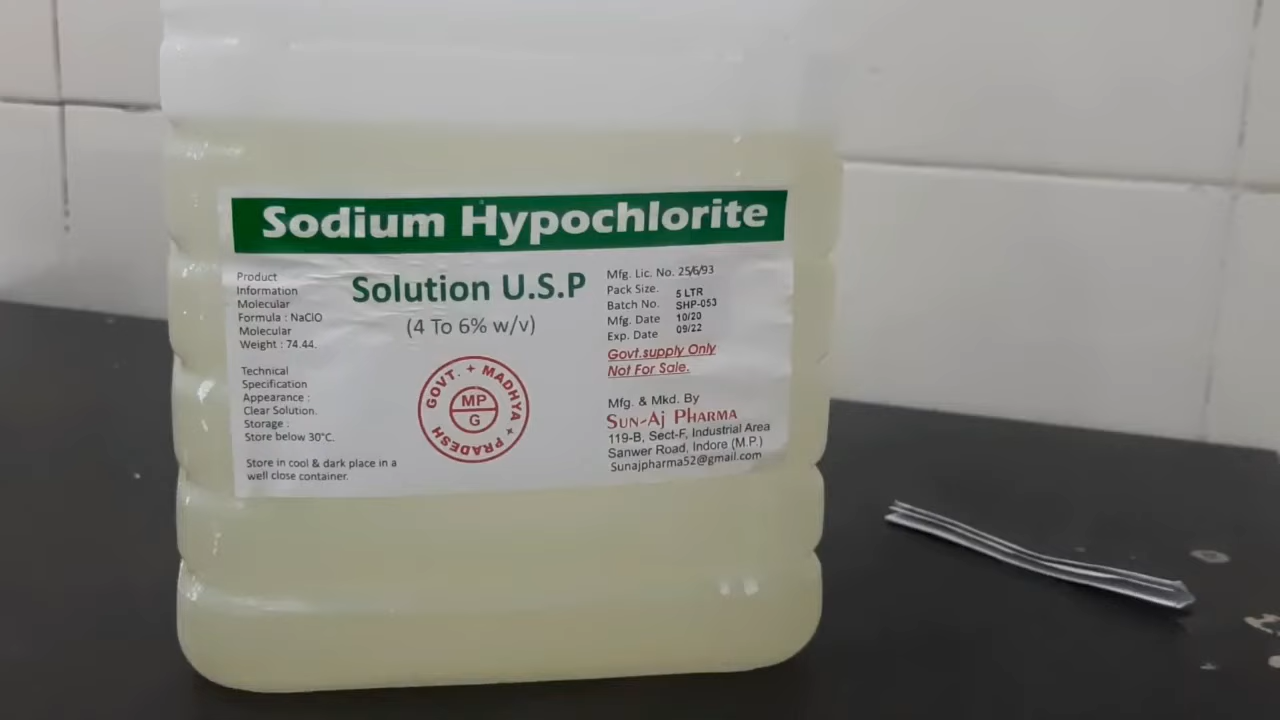 Sodium Hypochlorite
Solution U.S.P
(4 To 6% w/v)
Product
Information
Molecular
Formula : NaClO
Molecular
Weight : 74.44.
Technical
Specification
Appearance :
Clear Solution.
Storage :
Store below 30°C.
Store in cool & dark place in a
well close container.
GOVT. + MADHYA + PRADESH
MP
G
Mfg. Lic. No. 25/6/93
Pack Size. 5 LTR
Batch No. SHP-053
Mfg. Date 10/20
Exp. Date 09/22
Govt.supply Only
Not For Sale.
Mfg. & Mkd. By
Sun-Aj Pharma
119-B, Sect-F, Industrial Area
Sanwer Road, Indore (M.P.)
Sunajpharma52@gmail.com